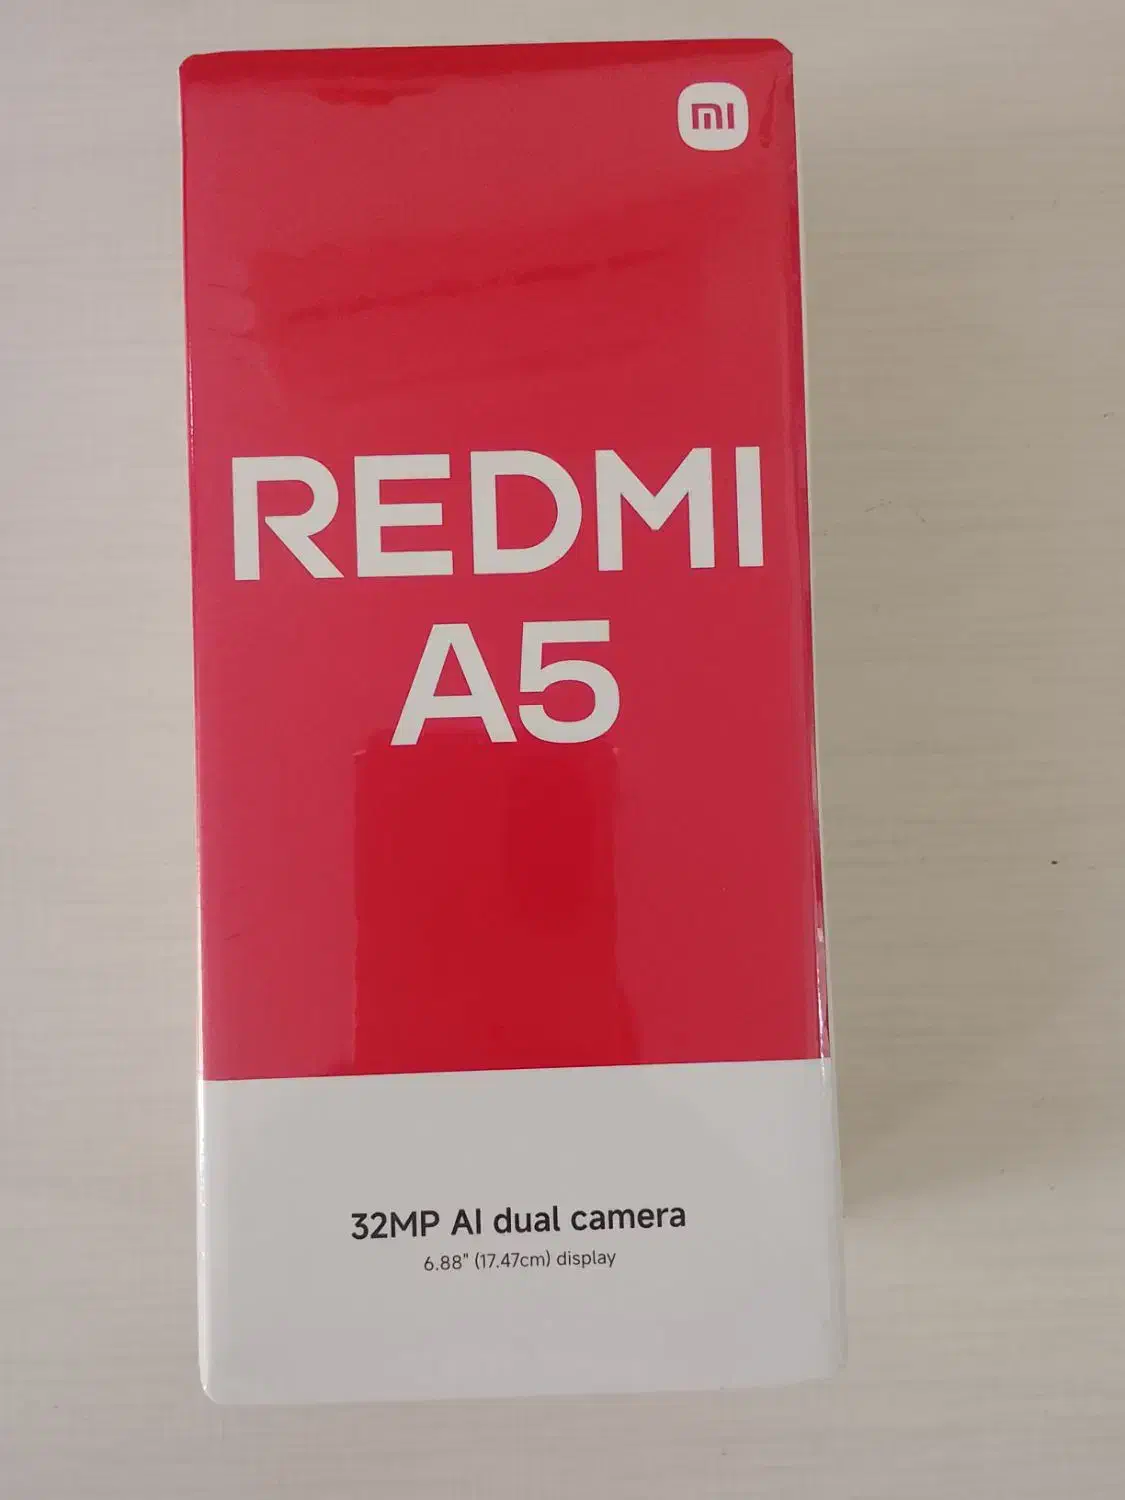 mi
REDMI
A5
32MP AI dual camera
6.88" (17.47cm) display